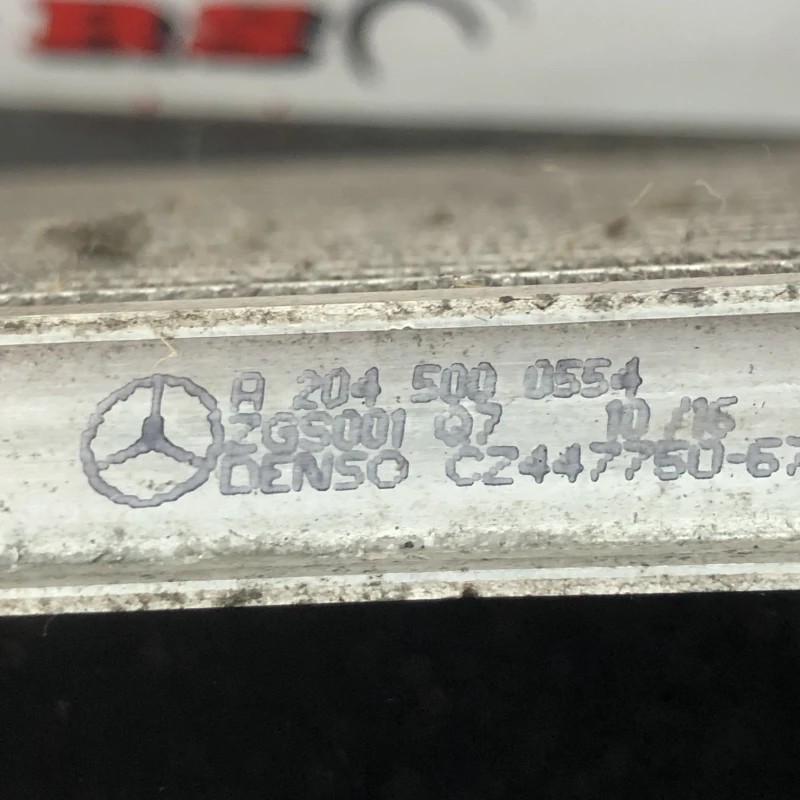 A 204 500 0554
ZGS001 Q7 10/16
DENSO CZ447750-67